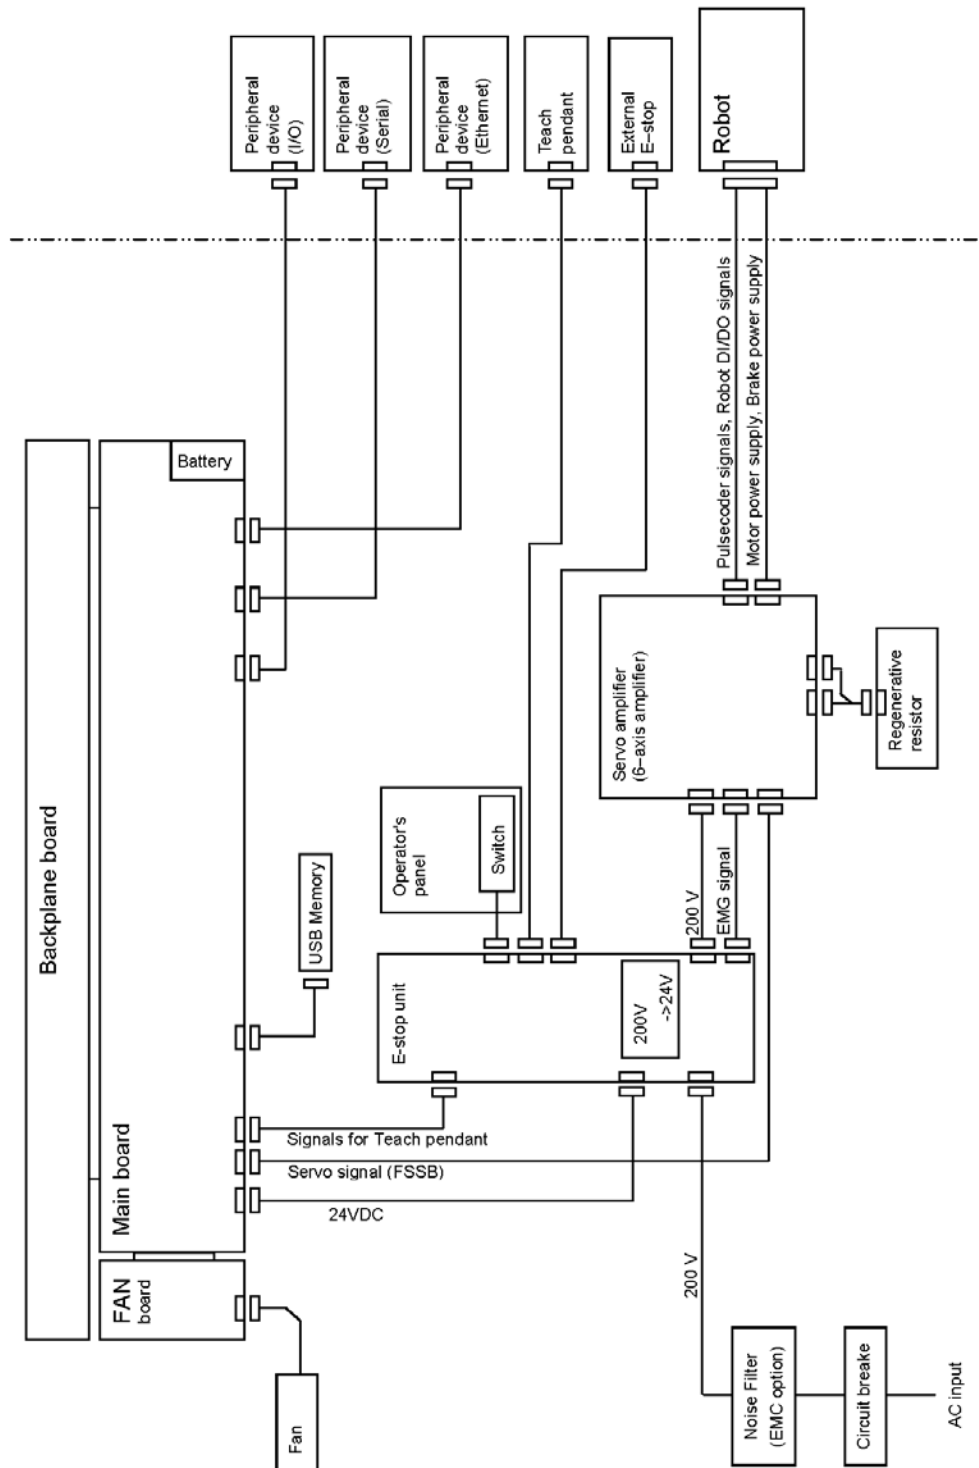 Peripheral
device
(I/O)
Peripheral
device
(Serial)
Peripheral
device
(Ethernet)
Teach
pendant
External
E-stop
Robot
Pulsecoder signals, Robot DI/DO signals
Motor power supply, Brake power supply
Battery
Backplane board
Main board
FAN
board
Fan
USB Memory
Operator's
panel
Switch
Servo amplifier
(6-axis amplifier)
Regenerative
resistor
200 V
EMG signal
E-stop unit
200V
->24V
Signals for Teach pendant
Servo signal (FSSB)
24VDC
200 V
Noise Filter
(EMC option)
Circuit breake
AC input